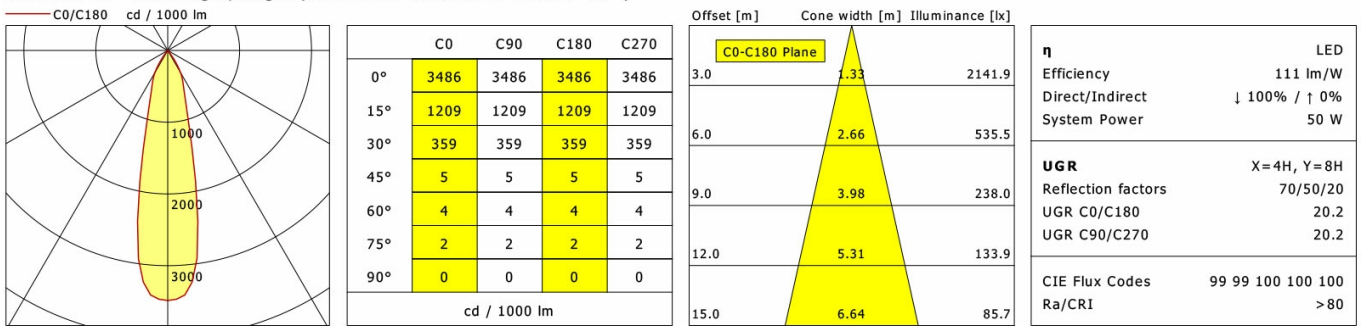 C0/C180 cd / 1000 lm
1000
2000
3000
C0 C90 C180 C270
0° 3486 3486 3486 3486
15° 1209 1209 1209 1209
30° 359 359 359 359
45° 5 5 5 5
60° 4 4 4 4
75° 2 2 2 2
90° 0 0 0 0
cd / 1000 lm
Offset [m] Cone width [m] Illuminance [lx]
C0-C180 Plane
3.0 1.33 2141.9
6.0 2.66 535.5
9.0 3.98 238.0
12.0 5.31 133.9
15.0 6.64 85.7
η LED
Efficiency 111 lm/W
Direct/Indirect ↓ 100% / ↑ 0%
System Power 50 W
UGR X=4H, Y=8H
Reflection factors 70/50/20
UGR C0/C180 20.2
UGR C90/C270 20.2
CIE Flux Codes 99 99 100 100 100
Ra/CRI >80